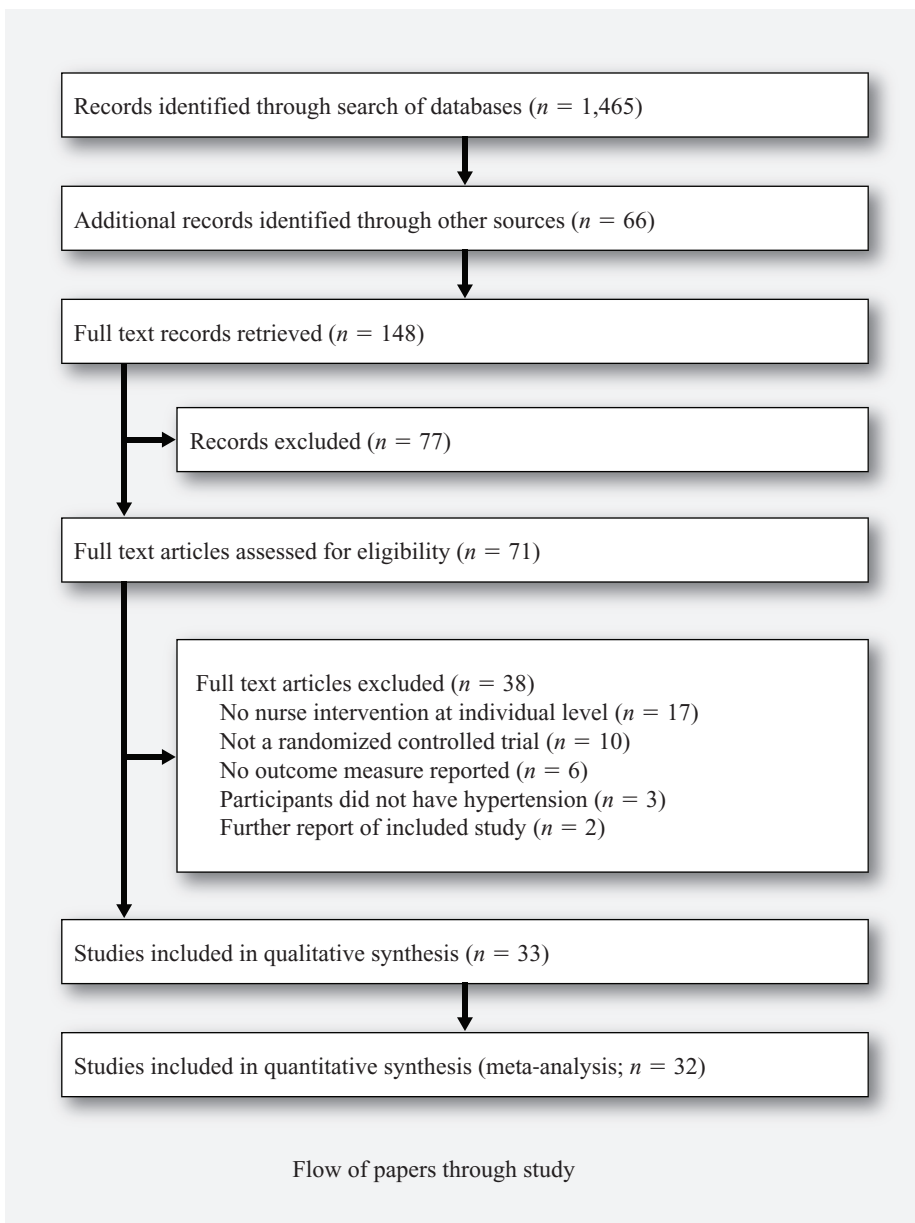 Records identified through search of databases (n = 1,465)
Additional records identified through other sources (n = 66)
Full text records retrieved (n = 148)
Records excluded (n = 77)
Full text articles assessed for eligibility (n = 71)
Full text articles excluded (n = 38)
No nurse intervention at individual level (n = 17)
Not a randomized controlled trial (n = 10)
No outcome measure reported (n = 6)
Participants did not have hypertension (n = 3)
Further report of included study (n = 2)
Studies included in qualitative synthesis (n = 33)
Studies included in quantitative synthesis (meta-analysis; n = 32)
Flow of papers through study